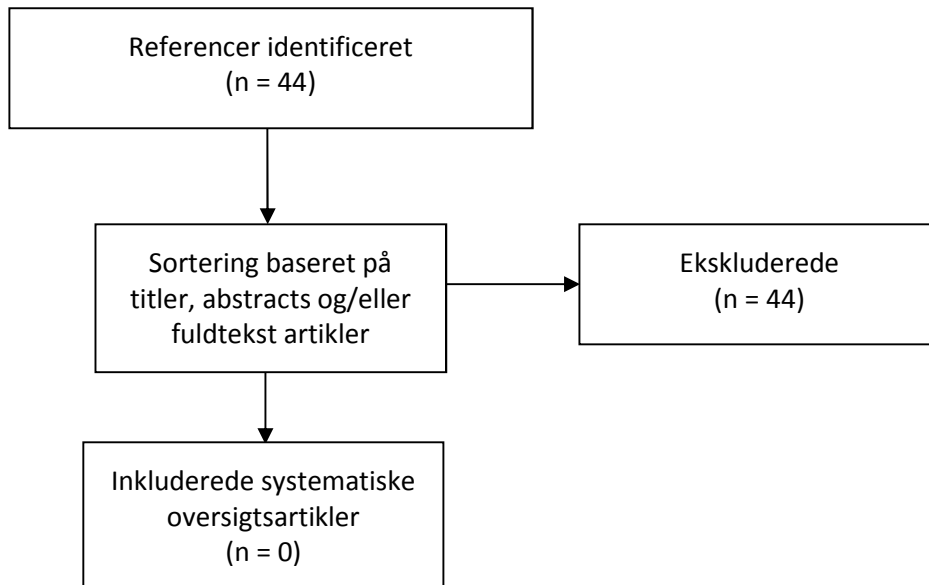 Referencer identificeret
(n = 44)
Sortering baseret på
titler, abstracts og/eller
fuldtekst artikler
Ekskluderede
(n = 44)
Inkluderede systematiske
oversigtsartikler
(n = 0)